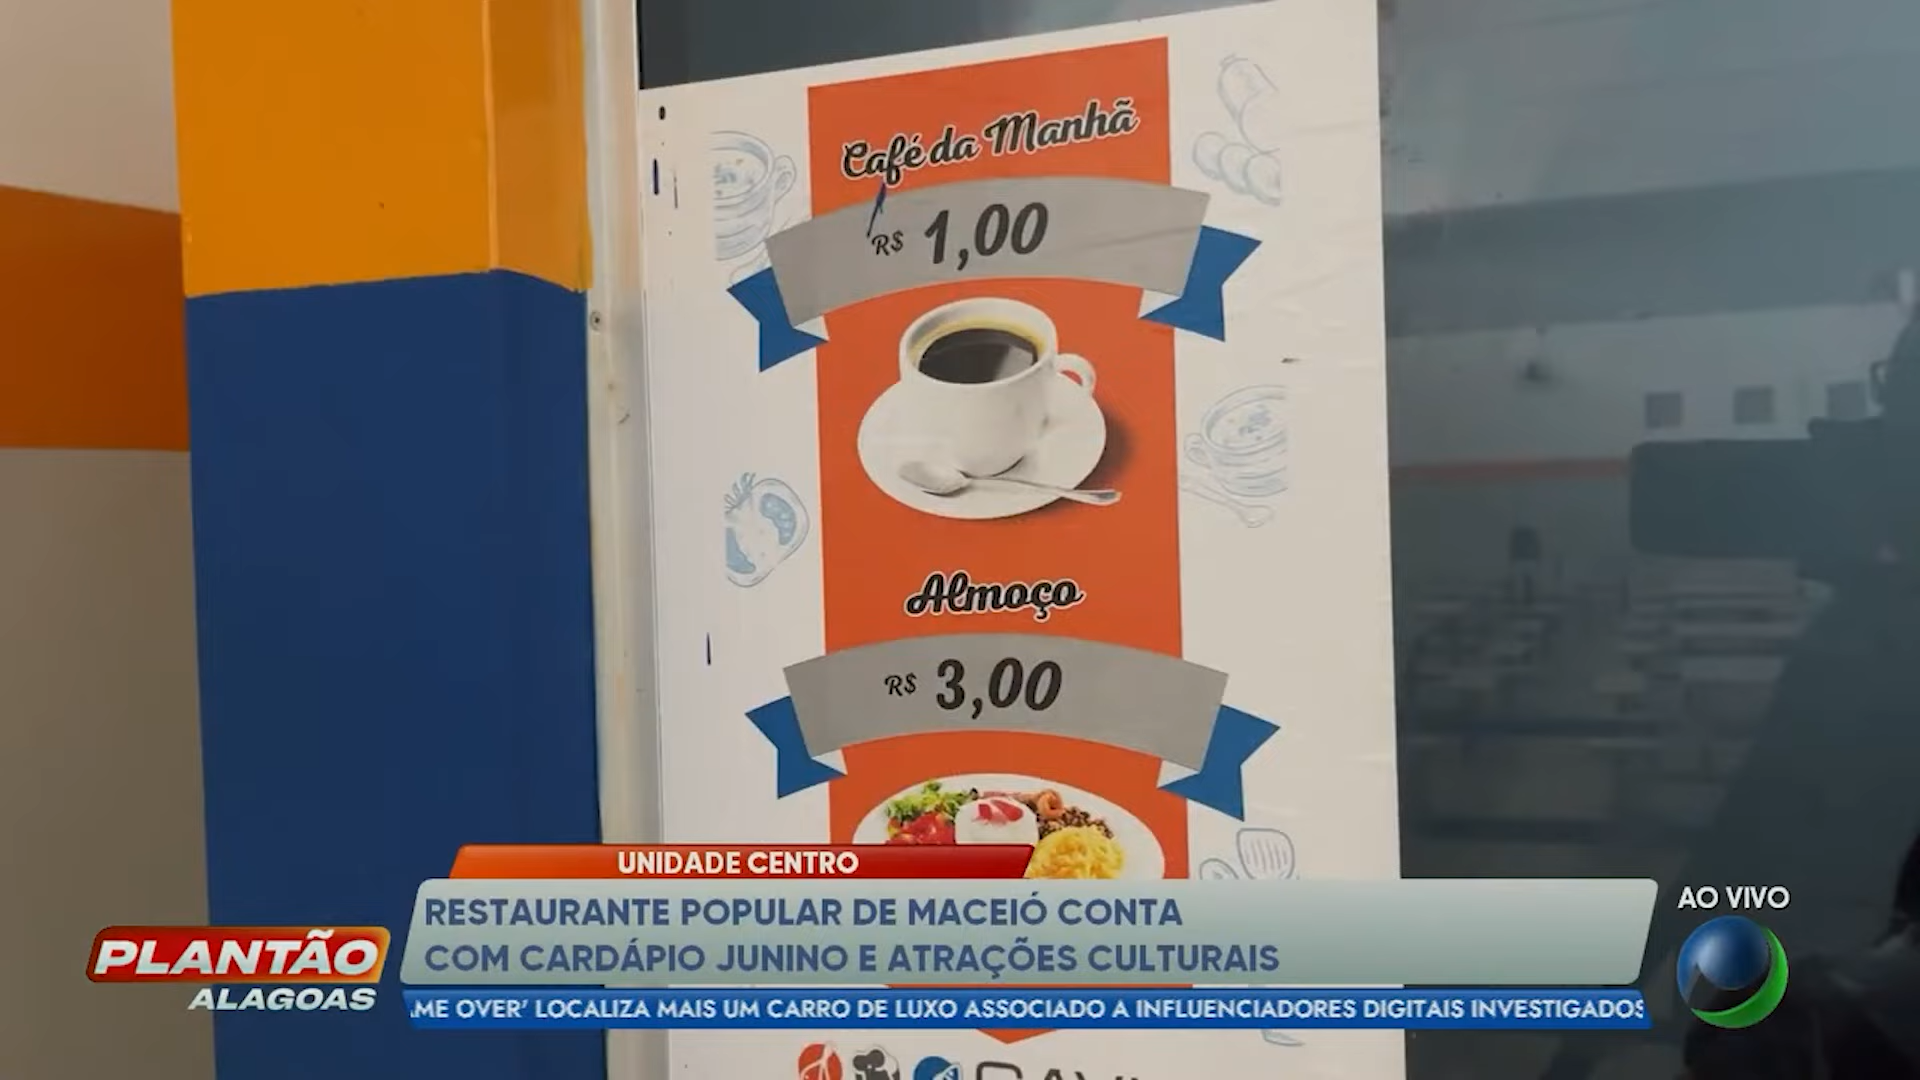 Café da Manhã
R$ 1,00
Almoço
R$ 3,00
UNIDADE CENTRO
RESTAURANTE POPULAR DE MACEIÓ CONTA
COM CARDÁPIO JUNINO E ATRAÇÕES CULTURAIS
AO VIVO
PLANTÃO
ALAGOAS
AME OVER' LOCALIZA MAIS UM CARRO DE LUXO ASSOCIADO A INFLUENCIADORES DIGITAIS INVESTIGADOS